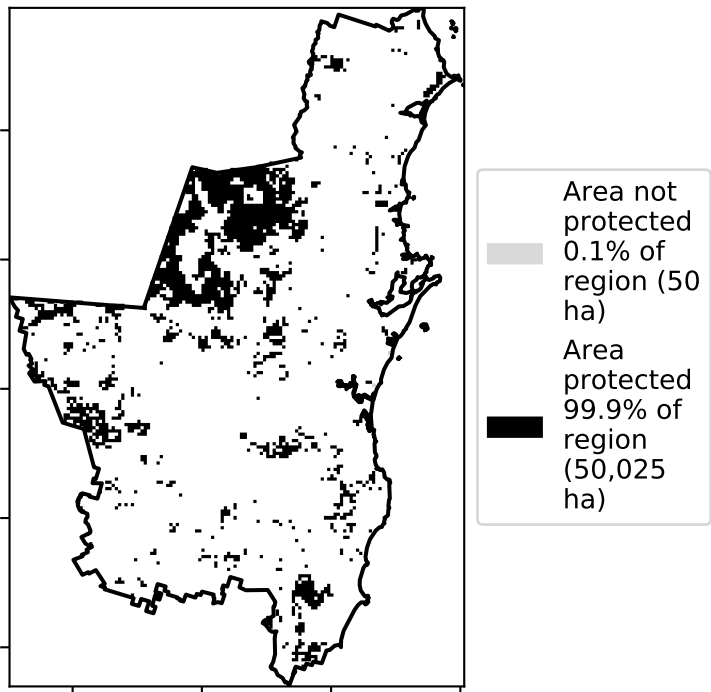 Area not
protected
0.1% of
region (50
ha)
Area
protected
99.9% of
region
(50,025
ha)